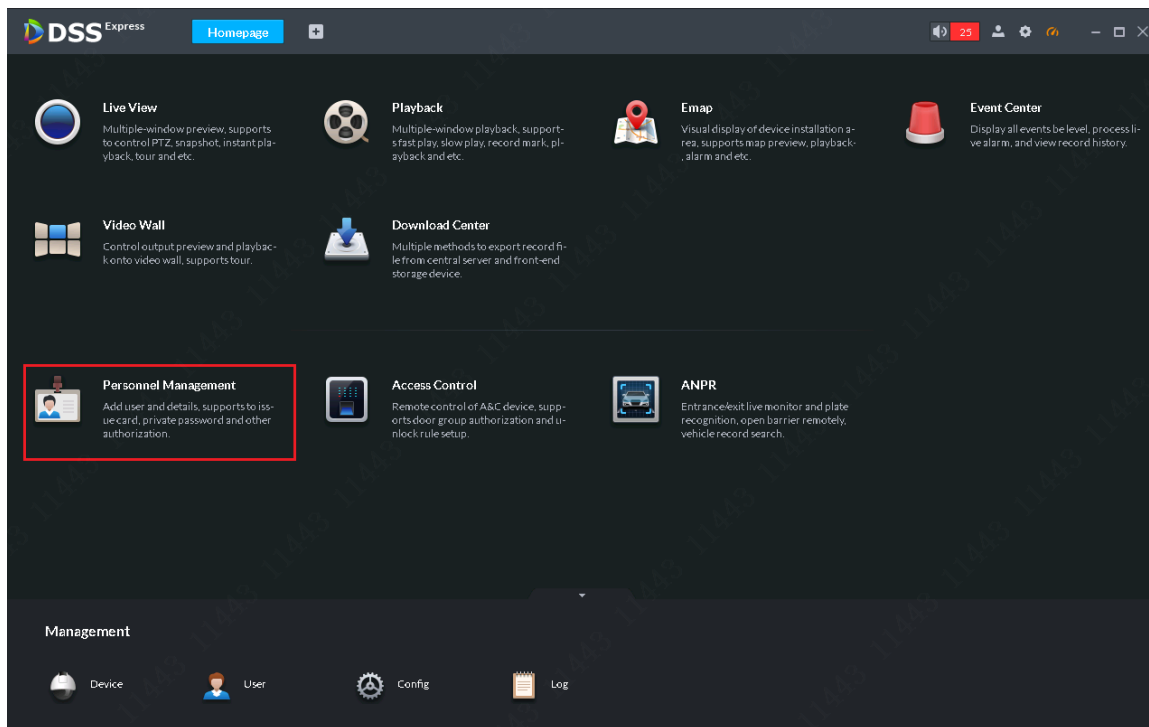 DSS Express
Homepage
25
Live View
Multiple-window preview, supports
to control PTZ, snapshot, instant pla-
yback, tour and etc.
Playback
Multiple-window playback, support-
s fast play, slow play, record mark, pl-
ayback and etc.
Emap
Visual display of device installation a-
rea, supports map preview, playback-
, alarm and etc.
Event Center
Display all events be level, process li-
ve alarm, and view record history.
Video Wall
Control output preview and playbac-
k onto video wall, supports tour.
Download Center
Multiple methods to export record fi-
le from central server and front-end
storage device.
Personnel Management
Add user and details, supports to iss-
ue card, private password and other
authorization.
Access Control
Remote control of A&C device, supp-
orts door group authorization and u-
nlock rule setup.
ANPR
Entrance/exit live monitor and plate
recognition, open barrier remotely,
vehicle record search.
Management
Device
User
Config
Log